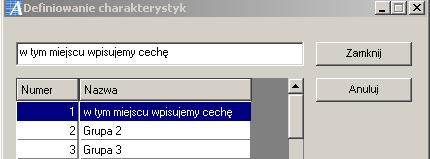 Definiowanie charakterystyk
w tym miejscu wpisujemy cechę
Zamknij
Anuluj
Numer Nazwa
1 w tym miejscu wpisujemy cechę
2 Grupa 2
3 Grupa 3